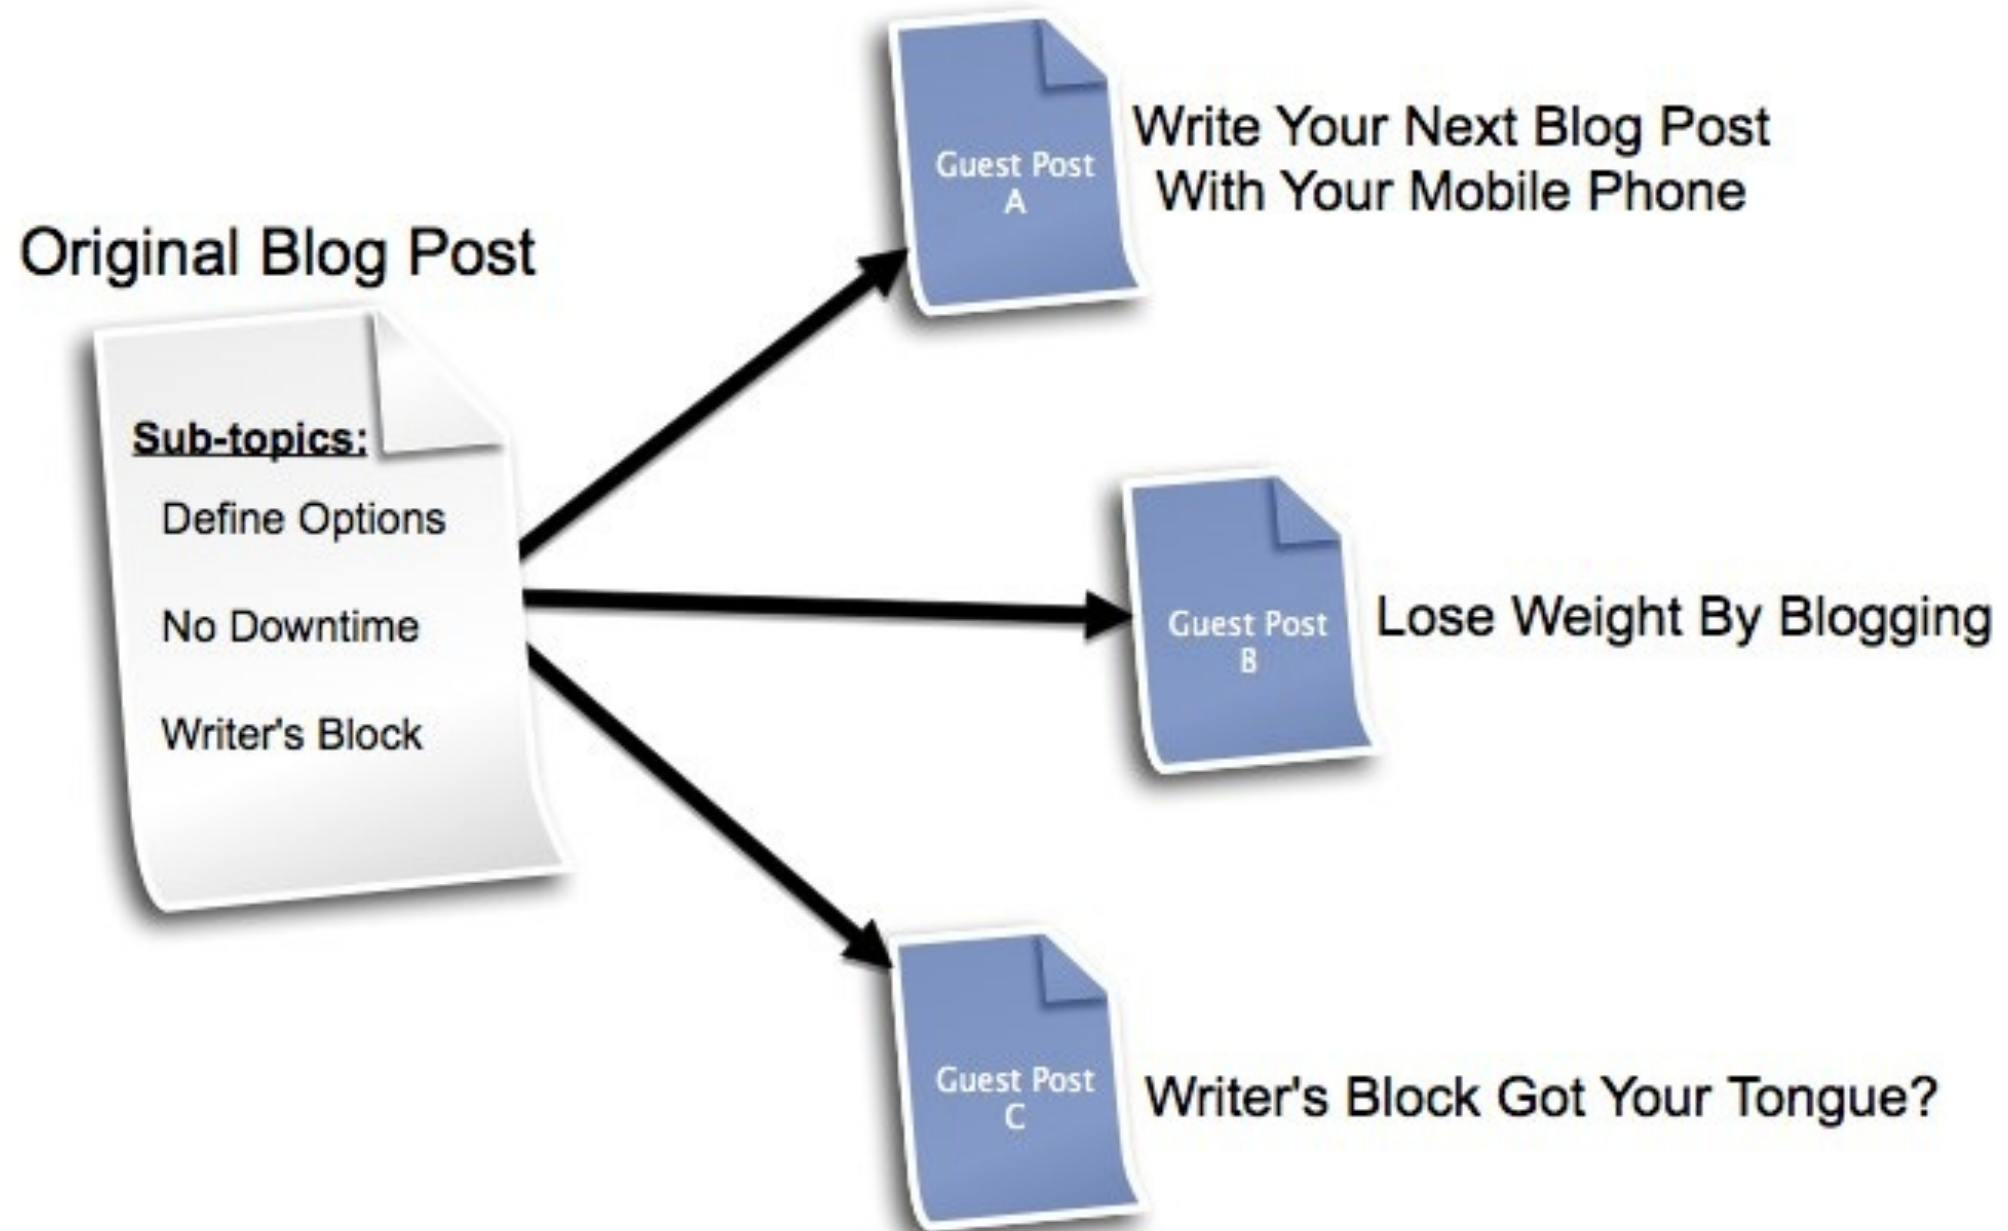 Original Blog Post
Sub-topics:
Define Options
No Downtime
Writer's Block
Guest Post
A
Write Your Next Blog Post
With Your Mobile Phone
Guest Post
B
Lose Weight By Blogging
Guest Post
C
Writer's Block Got Your Tongue?